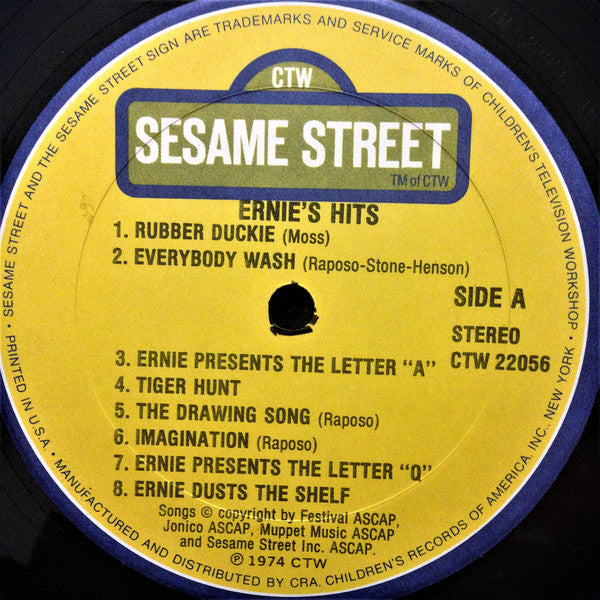 SESAME STREET AND THE SESAME STREET SIGN ARE TRADEMARKS AND SERVICE MARKS OF CHILDREN'S TELEVISION WORKSHOP •
CTW
SESAME STREET
TM of CTW
ERNIE'S HITS
1. RUBBER DUCKIE (Moss)
2. EVERYBODY WASH (Raposo-Stone-Henson)
SIDE A
STEREO
CTW 22056
3. ERNIE PRESENTS THE LETTER "A"
4. TIGER HUNT
5. THE DRAWING SONG (Raposo)
6. IMAGINATION (Raposo)
7. ERNIE PRESENTS THE LETTER "Q"
8. ERNIE DUSTS THE SHELF
Songs © copyright by Festival ASCAP,
Jonico ASCAP, Muppet Music ASCAP
and Sesame Street Inc. ASCAP.
℗ 1974 CTW
• PRINTED IN U.S.A. • MANUFACTURED AND DISTRIBUTED BY CRA. CHILDREN'S RECORDS OF AMERICA, INC., NEW YORK •